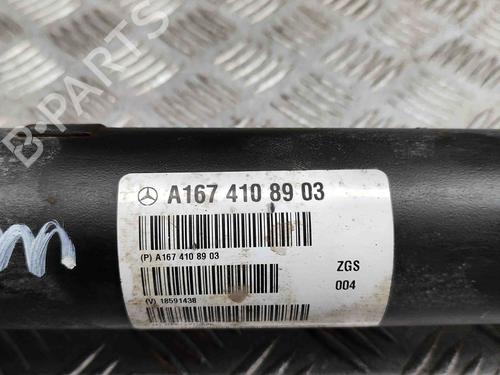 B-PARTS
A167 410 89 03
(P) A167 410 89 03
ZGS
004
(V) 18591438